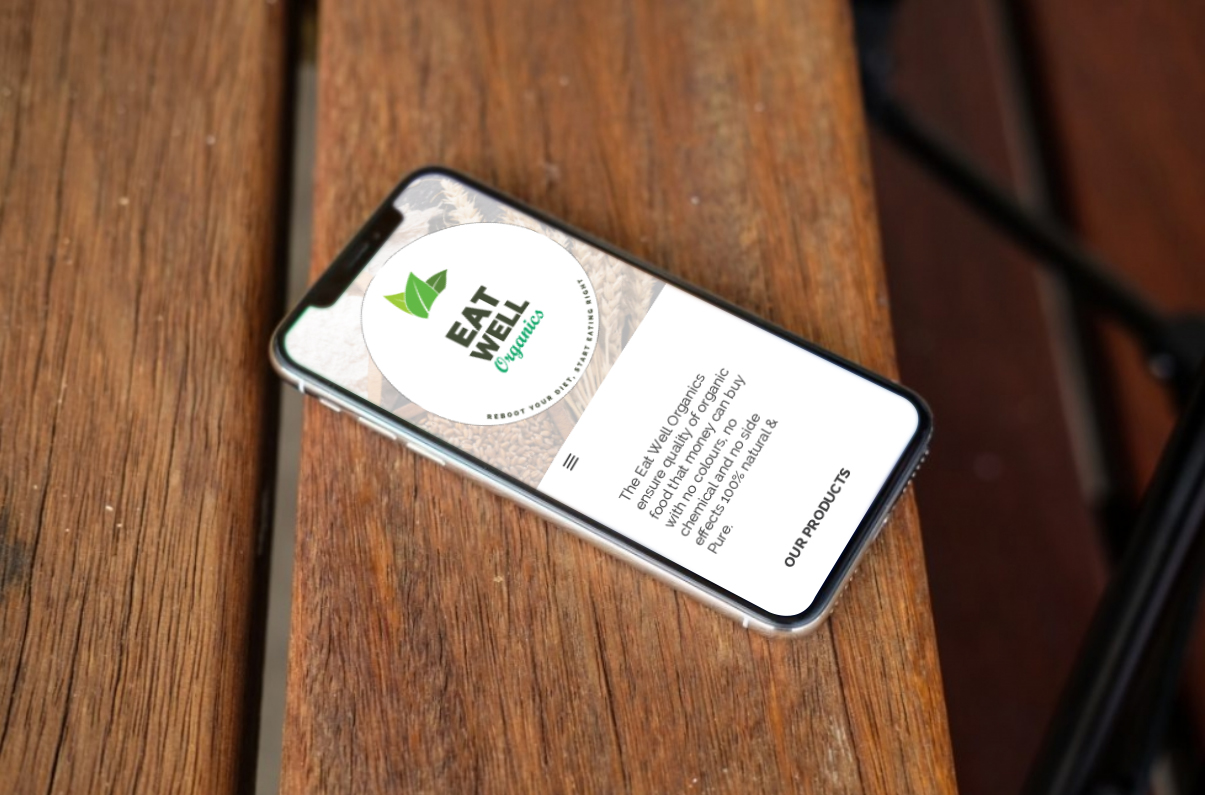 EAT
WELL
Organics
REBOOT YOUR DIET, START EATING RIGHT
The Eat Well Organics
ensure quality of organic
food that money can buy
with no colours, no
chemical and no side
effects 100% natural &
Pure.
OUR PRODUCTS